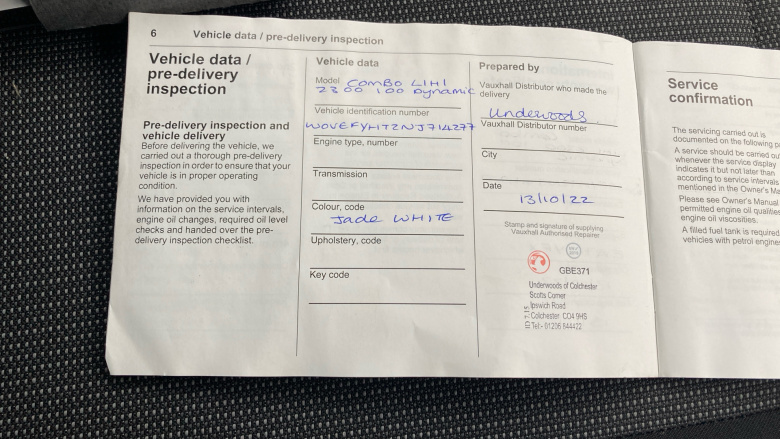 6 Vehicle data / pre-delivery inspection
Vehicle data /
pre-delivery
inspection
Pre-delivery inspection and
vehicle delivery
Before delivering the vehicle, we
carried out a thorough pre-delivery
inspection in order to ensure that your
vehicle is in proper operating
condition.
We have provided you with
information on the service intervals,
engine oil changes, required oil level
checks and handed over the pre-
delivery inspection checklist.
Vehicle data
Model COMBO L1H1
2300 100 Dynamic
Vehicle identification number
WOVEFYHTZNJ714277
Engine type, number
Transmission
Colour, code
Jade WHITE
Upholstery, code
Key code
Prepared by
Vauxhall Distributor who made the
delivery
Underwoods
Vauxhall Distributor number
City
Date
13/10/22
Stamp and signature of supplying
Vauxhall Authorised Repairer
GBE371
Underwoods of Colchester
Scotts Corner
Ipswich Road
Colchester CO4 9HS
Tel - 01206 844422
Service
confirmation
The servicing carried out is
documented on the following
A service should be carried
whenever the service display
indicates it but not later than
according to service intervals
mentioned in the Owner's
Please see Owner's Manual
permitted engine oil
engine oil viscosities.
A filled fuel tank is required
vehicles with petrol